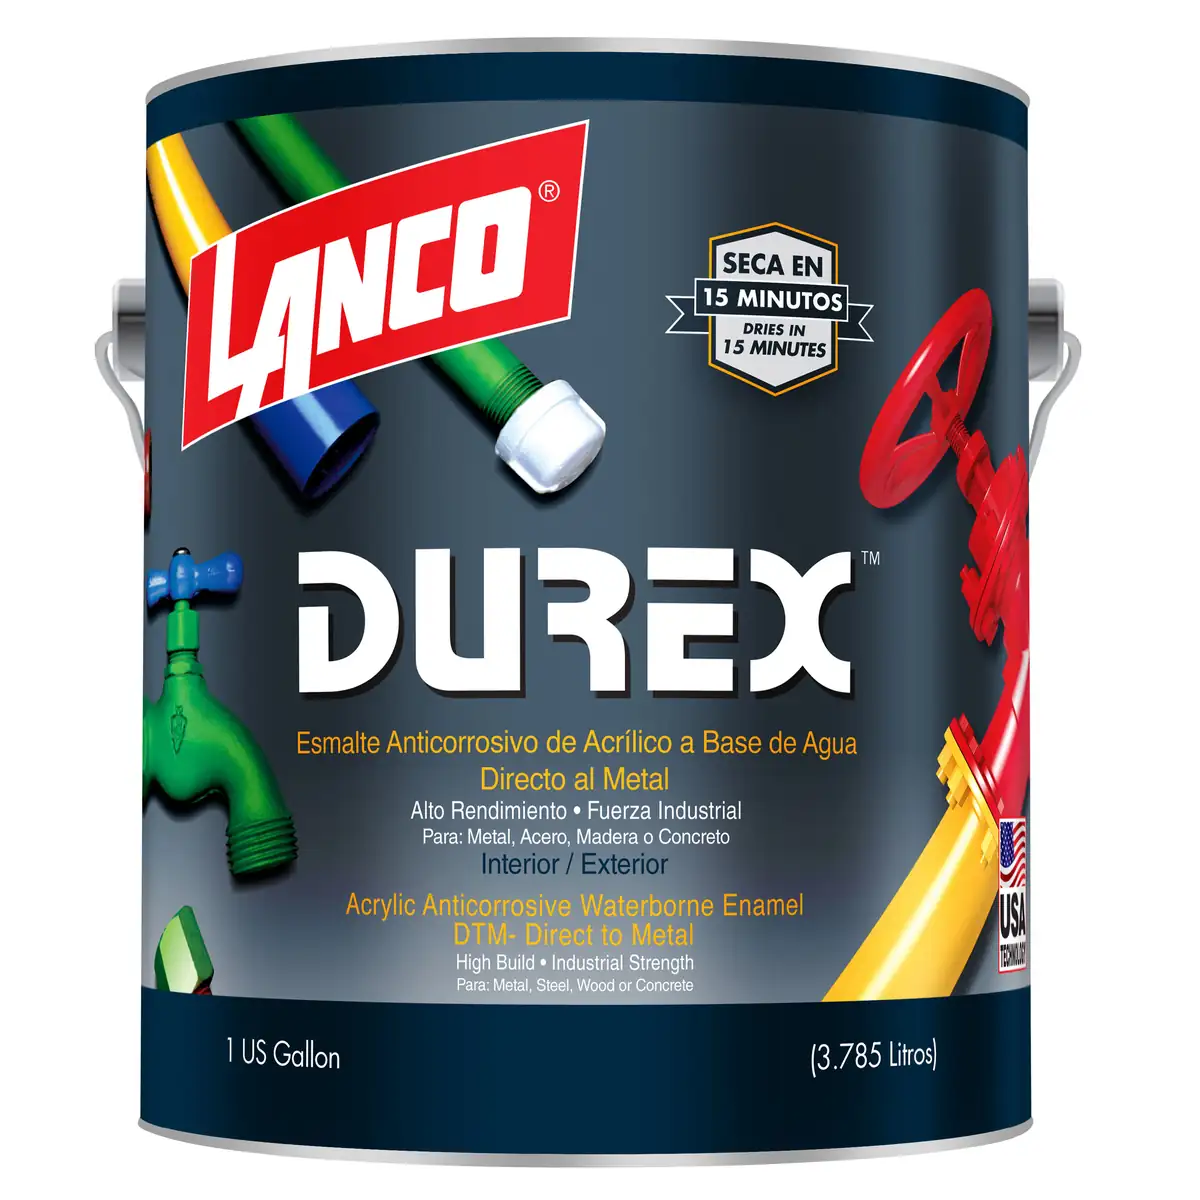 LANCO®
SECA EN
15 MINUTOS
DRIES IN
15 MINUTES
DUREX™
Esmalte Anticorrosivo de Acrílico a Base de Agua
Directo al Metal
Alto Rendimiento • Fuerza Industrial
Para: Metal, Acero, Madera o Concreto
Interior / Exterior
Acrylic Anticorrosive Waterborne Enamel
DTM- Direct to Metal
High Build • Industrial Strength
Para: Metal, Steel, Wood or Concrete
USA
TECHNOLOGY
1 US Gallon
(3.785 Litros)